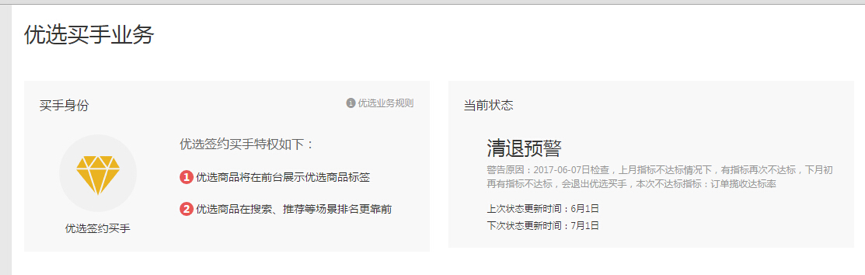 优选买手业务
买手身份
优选业务规则
优选签约买手
优选签约买手特权如下：
1 优选商品将在前台展示优选商品标签
2 优选商品在搜索、推荐等场景排名更靠前
当前状态
清退预警
警告原因：2017-06-07日检查，上月指标不达标情况下，有指标再次不达标，下月初
再有指标不达标，会退出优选买手，本次不达标指标：订单揽收达标率
上次状态更新时间：6月1日
下次状态更新时间：7月1日